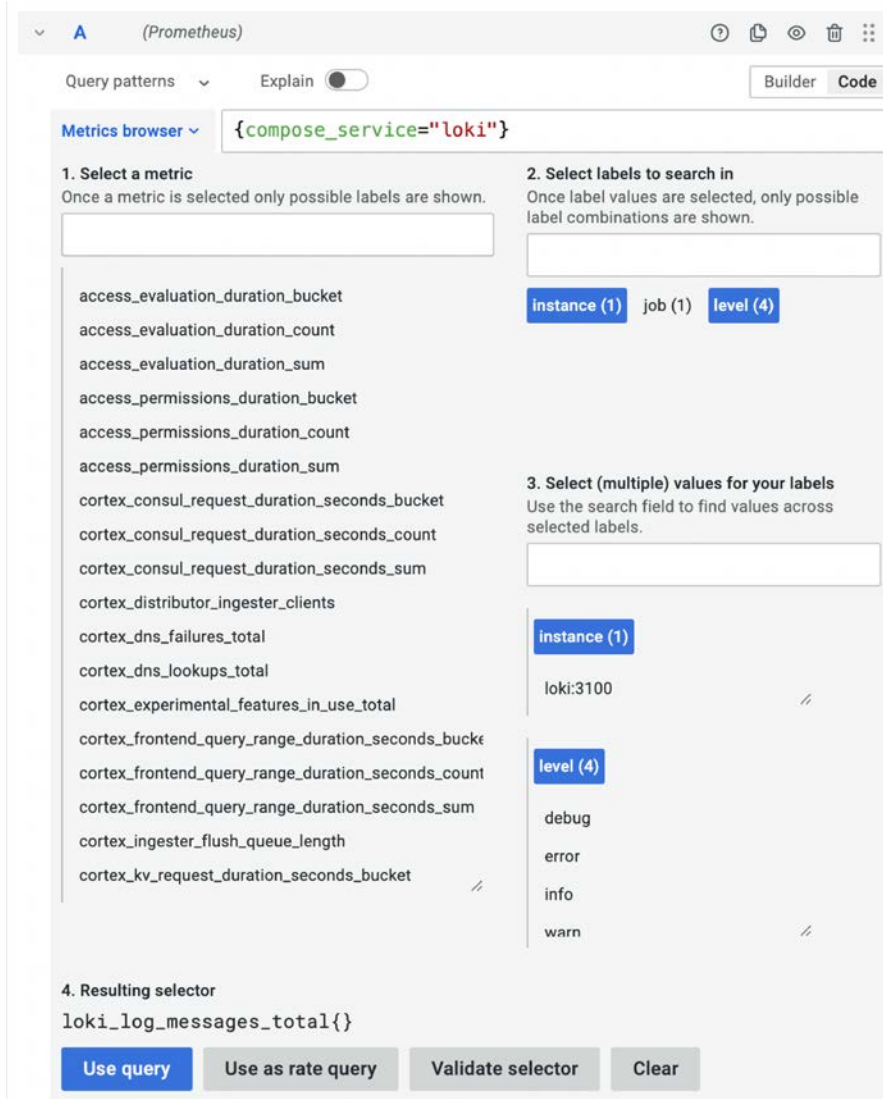 A (Prometheus)
Query patterns Explain Builder Code
Metrics browser {compose_service="loki"}
1. Select a metric
Once a metric is selected only possible labels are shown.
access_evaluation_duration_bucket
access_evaluation_duration_count
access_evaluation_duration_sum
access_permissions_duration_bucket
access_permissions_duration_count
access_permissions_duration_sum
cortex_consul_request_duration_seconds_bucket
cortex_consul_request_duration_seconds_count
cortex_consul_request_duration_seconds_sum
cortex_distributor_ingester_clients
cortex_dns_failures_total
cortex_dns_lookups_total
cortex_experimental_features_in_use_total
cortex_frontend_query_range_duration_seconds_bucke
cortex_frontend_query_range_duration_seconds_count
cortex_frontend_query_range_duration_seconds_sum
cortex_ingester_flush_queue_length
cortex_kv_request_duration_seconds_bucket
2. Select labels to search in
Once label values are selected, only possible
label combinations are shown.
instance (1) job (1) level (4)
3. Select (multiple) values for your labels
Use the search field to find values across
selected labels.
instance (1)
loki:3100
level (4)
debug
error
info
warn
4. Resulting selector
loki_log_messages_total{}
Use query Use as rate query Validate selector Clear